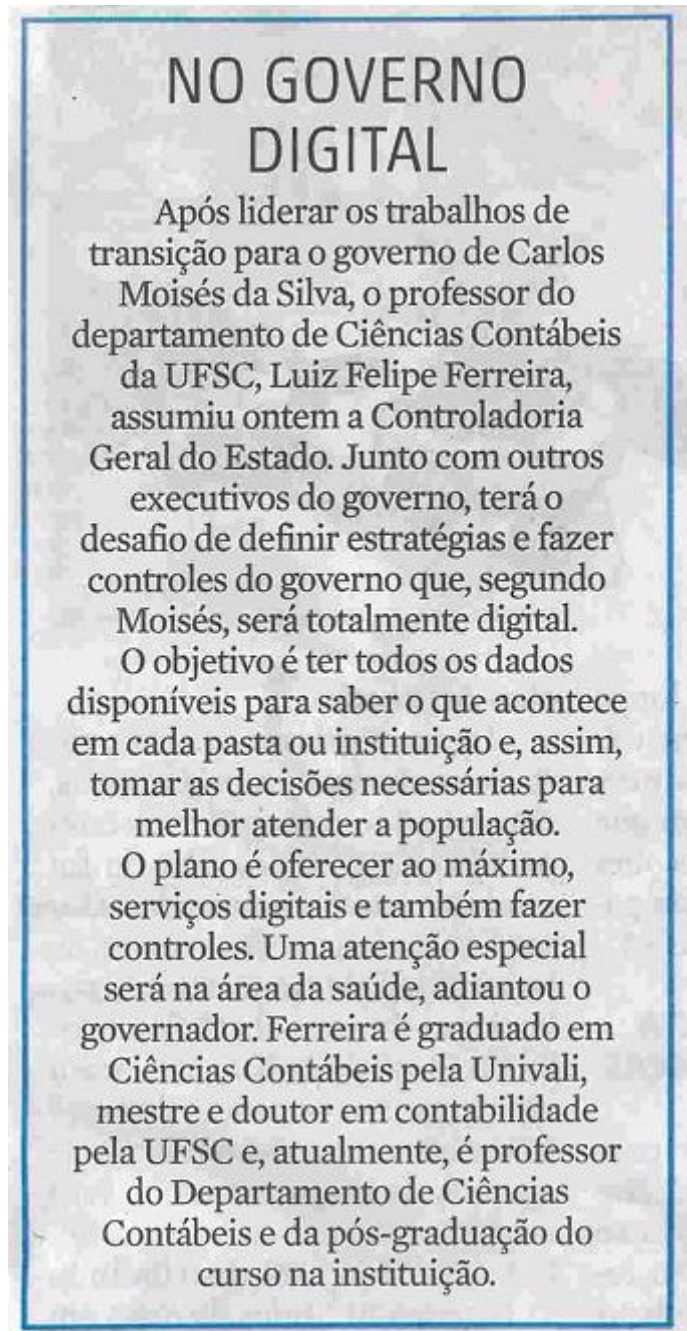 NO GOVERNO
DIGITAL
Após liderar os trabalhos de
transição para o governo de Carlos
Moisés da Silva, o professor do
departamento de Ciências Contábeis
da UFSC, Luiz Felipe Ferreira,
assumiu ontem a Controladoria
Geral do Estado. Junto com outros
executivos do governo, terá o
desafio de definir estratégias e fazer
controles do governo que, segundo
Moisés, será totalmente digital.
O objetivo é ter todos os dados
disponíveis para saber o que acontece
em cada pasta ou instituição e, assim,
tomar as decisões necessárias para
melhor atender a população.
O plano é oferecer ao máximo,
serviços digitais e também fazer
controles. Uma atenção especial
será na área da saúde, adiantou o
governador. Ferreira é graduado em
Ciências Contábeis pela Univali,
mestre e doutor em contabilidade
pela UFSC e, atualmente, é professor
do Departamento de Ciências
Contábeis e da pós-graduação do
curso na instituição.